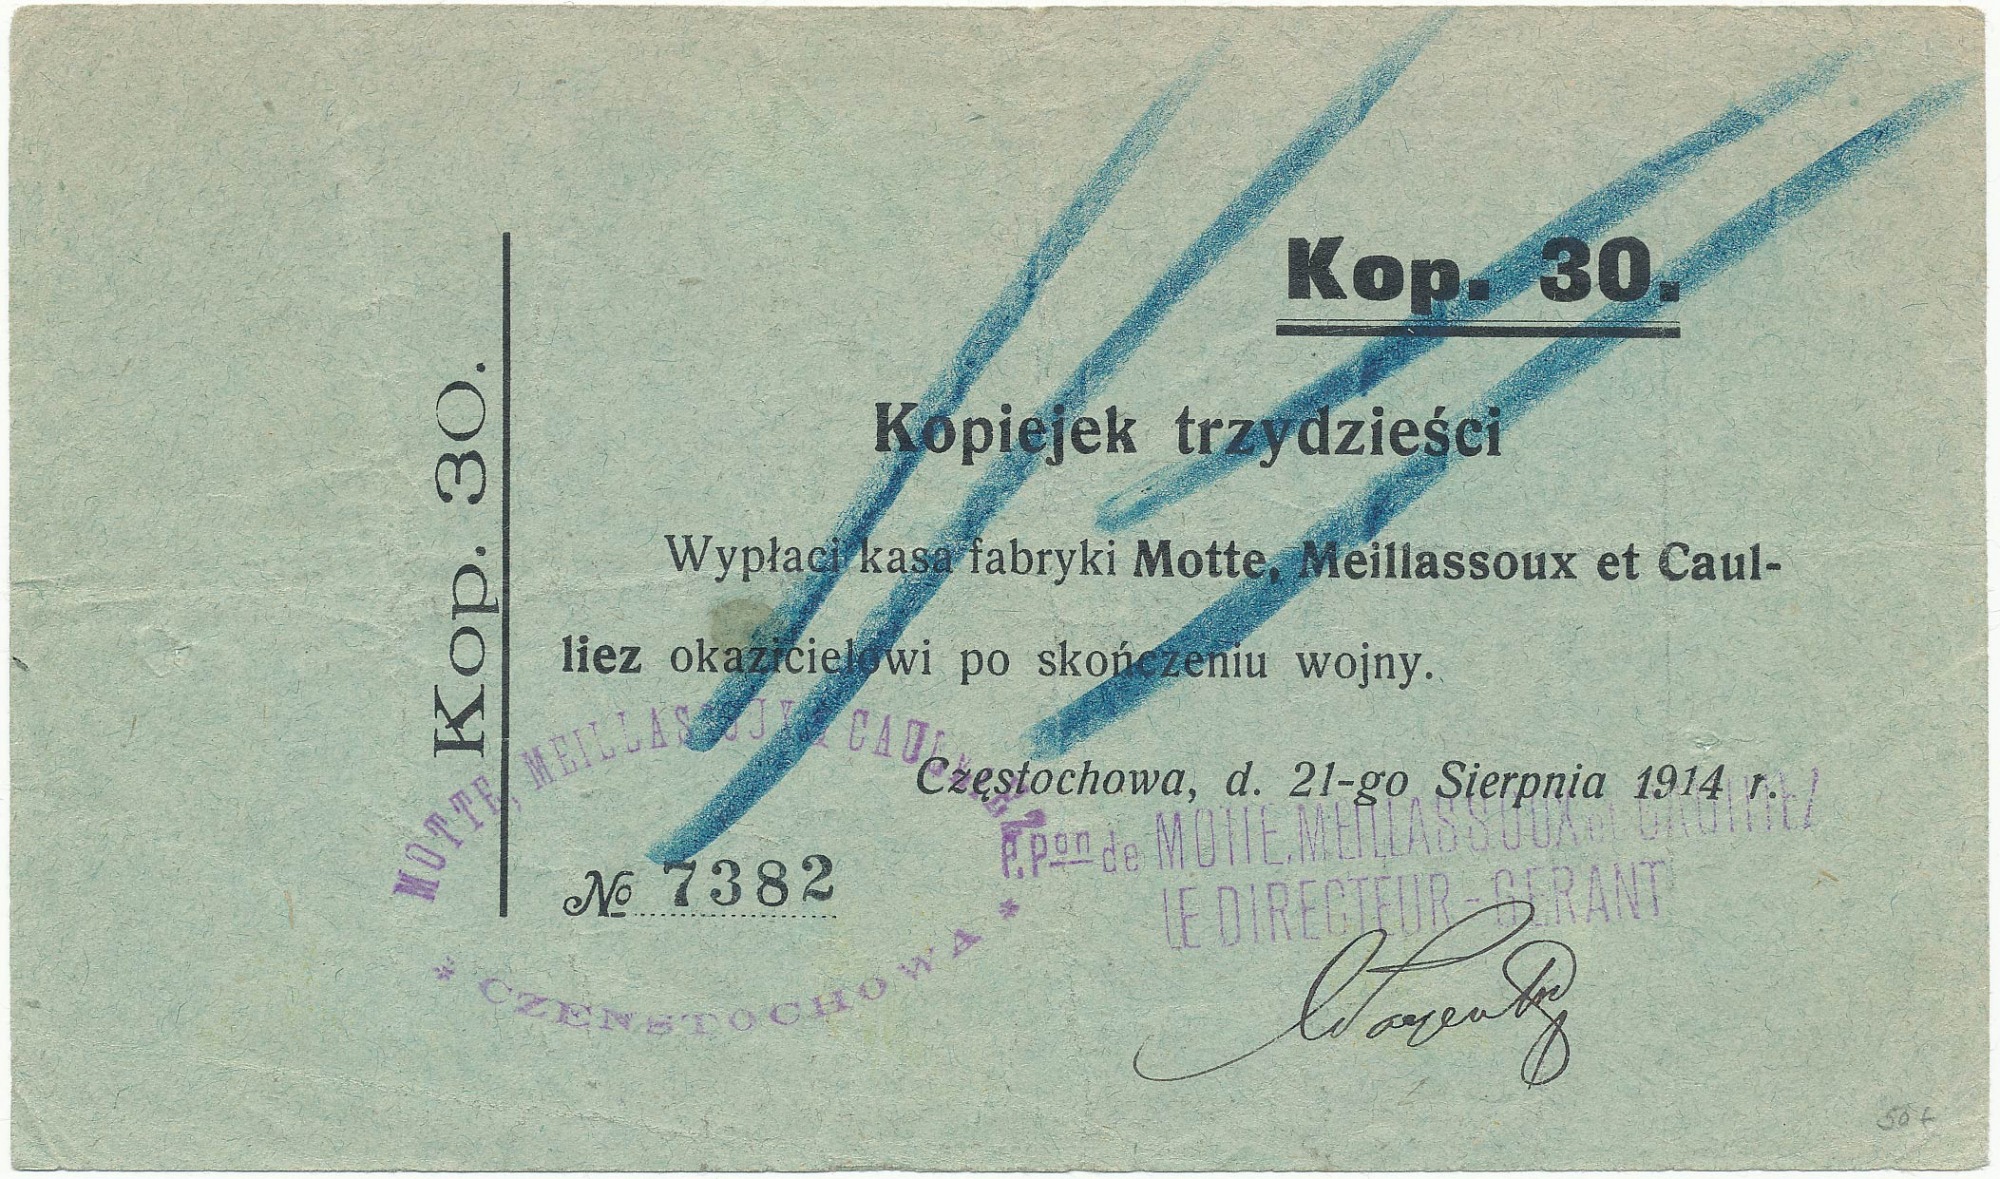 Kop. 30.
Kop. 30.
Kopiejek trzydzieści
Wypłaci kasa fabryki Motte, Meillassoux et Caul-
liez okazicielowi po skończeniu wojny.
Częstochowa, d. 21-go Sierpnia 1914 r.
№ 7382
MOTTE, MEILLASSOUX & CAULLIEZ
* CZENSTOCHOWA *
P. Pon de MOTTE, MEILLASSOUX et CAULLIEZ
LE DIRECTEUR-GERANT